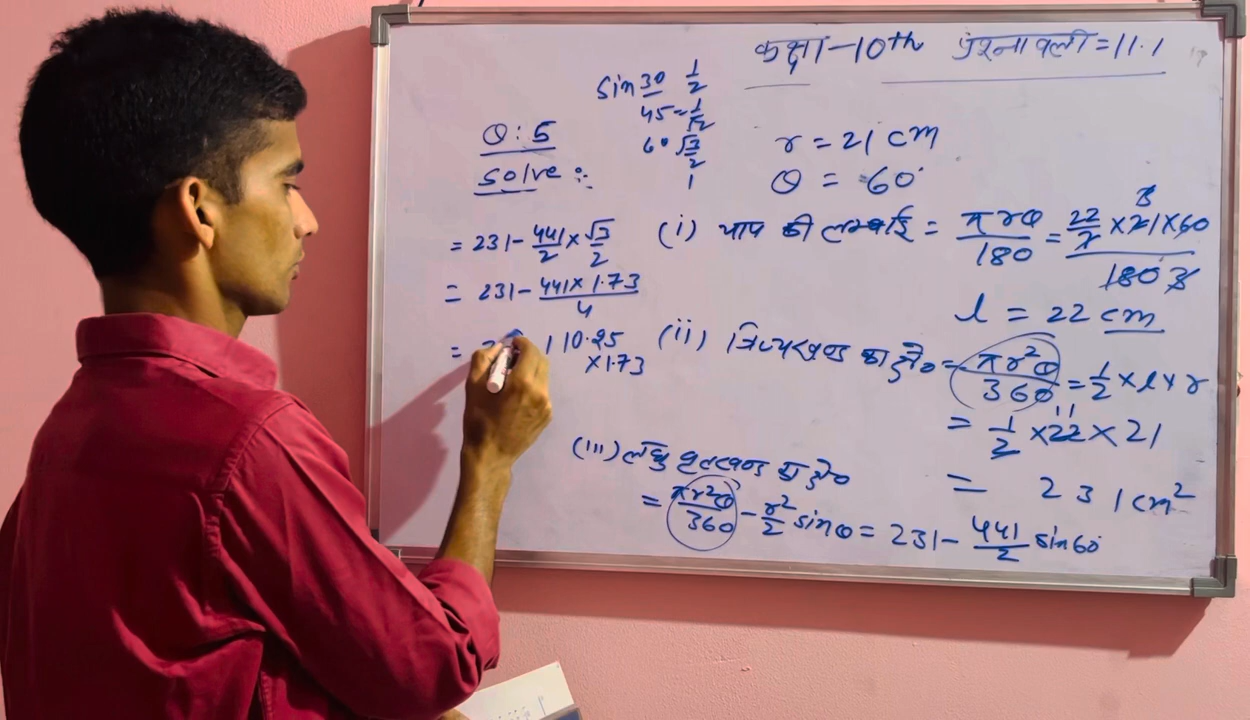 कक्षा-10th प्रश्नावली = 11.1
sin 30 1/2
45 = 1/√2
60 √3/2
1
Q: 5
Solve :
r = 21 cm
θ = 60°
(i) चाप की लम्बाई = πrθ/180 = 22/7 × 21 × 60 / 180 3
3
l = 22 cm
(ii) त्रिज्यखण्ड का क्षे० = πr²θ/360 = 1/2 × l × r
= 1/2 × 22 × 21
11
= 231 cm²
(iii) लघु वृत्तखण्ड का क्षे०
= πr²θ/360 - r²/2 sinθ = 231 - 441/2 sin 60°
= 231 - 441/2 × √3/2
= 231 - 441 × 1.73 / 4
= 110.25
× 1.73